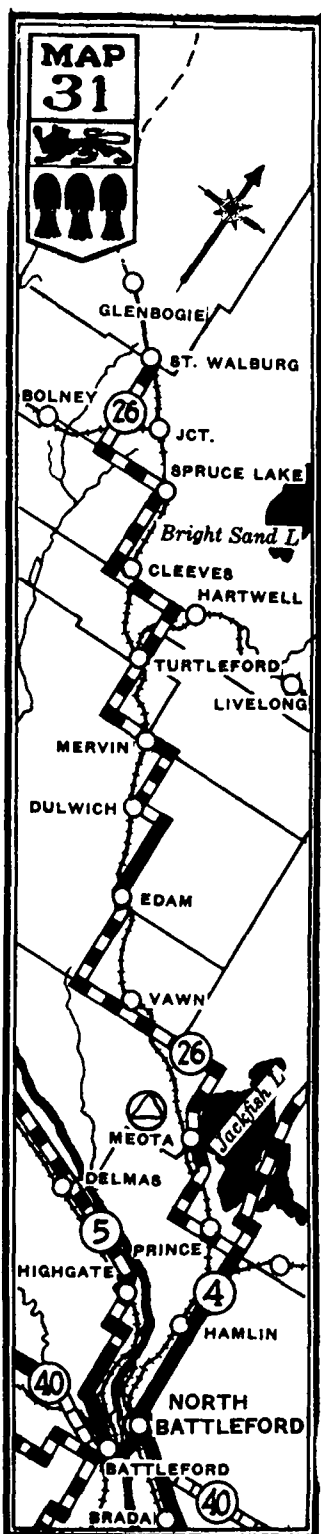 MAP
31
GLENBOGIE
ST. WALBURG
BOLNEY
26
JCT.
SPRUCE LAKE
Bright Sand L
CLEEVES
HARTWELL
TURTLEFORD
LIVELONG
MERVIN
DULWICH
EDAM
VAWN
26
Jackfish L
MEOTA
DELMAS
5
PRINCE
HIGHGATE
4
HAMLIN
40
NORTH
BATTLEFORD
BATTLEFORD
40
BRADA